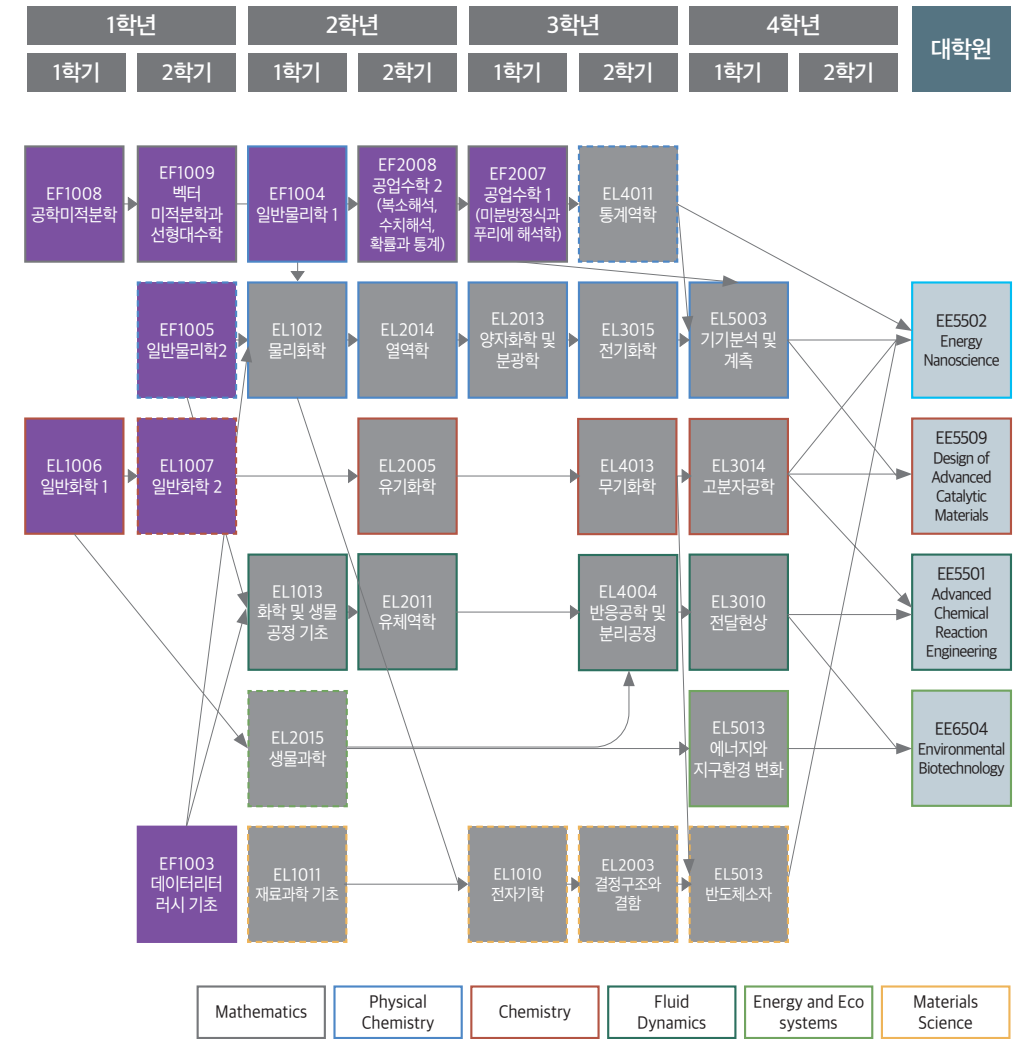 1학년
2학년
3학년
4학년
대학원
1학기
2학기
1학기
2학기
1학기
2학기
1학기
2학기
EF1008
공학미적분학
EF1009
벡터
미적분학과
선형대수학
EF1004
일반물리학 1
EF2008
공업수학 2
(복소해석,
수치해석,
확률과 통계)
EF2007
공업수학 1
(미분방정식과
푸리에 해석학)
EL4011
통계역학
EF1005
일반물리학2
EL1012
물리화학
EL2014
열역학
EL2013
양자화학 및
분광학
EL3015
전기화학
EL5003
기기분석 및
계측
EE5502
Energy
Nanoscience
EL1006
일반화학 1
EL1007
일반화학 2
EL2005
유기화학
EL4013
무기화학
EL3014
고분자공학
EE5509
Design of
Advanced
Catalytic
Materials
EL1013
화학 및 생물
공정 기초
EL2011
유체역학
EL4004
반응공학 및
분리공정
EL3010
전달현상
EE5501
Advanced
Chemical
Reaction
Engineering
EL2015
생물과학
EL5013
에너지와
지구환경 변화
EE6504
Environmental
Biotechnology
EF1003
데이터리터
러시 기초
EL1011
재료과학 기초
EL1010
전자기학
EL2003
결정구조와
결함
EL5013
반도체소자
Mathematics
Physical
Chemistry
Chemistry
Fluid
Dynamics
Energy and Eco
systems
Materials
Science